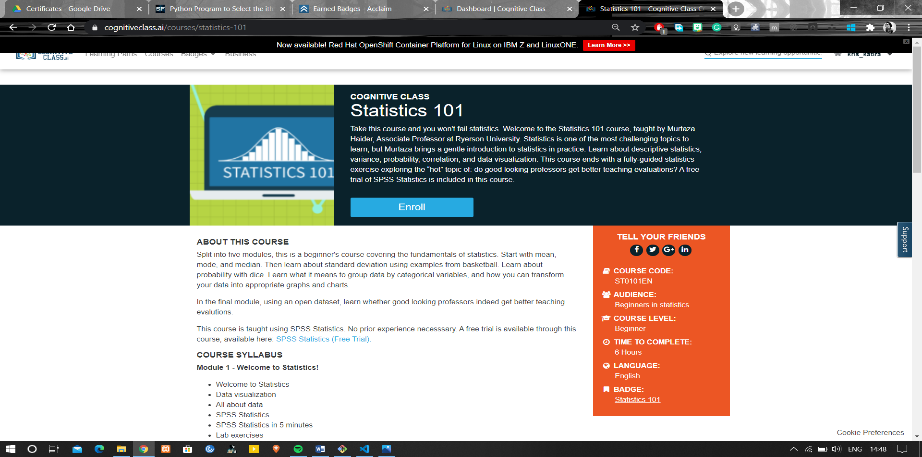 Certificates - Google Drive
Python Program to Select the ith
Earned Badges - Acclaim
Dashboard | Cognitive Class
Statistics 101 - Cognitive Class
cognitiveclass.ai/courses/statistics-101
Now available! Red Hat OpenShift Container Platform for Linux on IBM Z and LinuxONE. Learn More >>
CLASS.ai
Learning Paths Courses Badges Business
Explore new learning opportunities
kris_kabra
COGNITIVE CLASS
Statistics 101
Take this course and you won't fail statistics. Welcome to the Statistics 101 course, taught by Murtaza
Haider, Associate Professor at Ryerson University. Statistics is one of the most challenging topics to
learn, but Murtaza brings a gentle introduction to statistics in practice. Learn about descriptive statistics,
variance, probability, correlation, and data visualization. This course ends with a fully-guided statistics
exercise exploring the "hot" topic of: do good looking professors get better teaching evaluations? A free
trial of SPSS Statistics is included in this course.
STATISTICS 101
Enroll
Support
ABOUT THIS COURSE
Split into five modules, this is a beginner's course covering the fundamentals of statistics. Start with mean,
mode, and median. Then learn about standard deviation using examples from basketball. Learn about
probability with dice. Learn what it means to group data by categorical variables, and how you can transform
your data into appropriate graphs and charts.
In the final module, using an open dataset, learn whether good looking professors indeed get better teaching
evalutions.
This course is taught using SPSS Statistics. No prior experience necesssary. A free trial is available through this
course, available here: SPSS Statistics (Free Trial).
COURSE SYLLABUS
Module 1 - Welcome to Statistics!
Welcome to Statistics
Data visualization
All about data
SPSS Statistics
SPSS Statistics in 5 minutes
Lab exercises
TELL YOUR FRIENDS
COURSE CODE:
ST0101EN
AUDIENCE:
Beginners in statistics
COURSE LEVEL:
Beginner
TIME TO COMPLETE:
6 Hours
LANGUAGE:
English
BADGE:
Statistics 101
Cookie Preferences
ENG 14:48